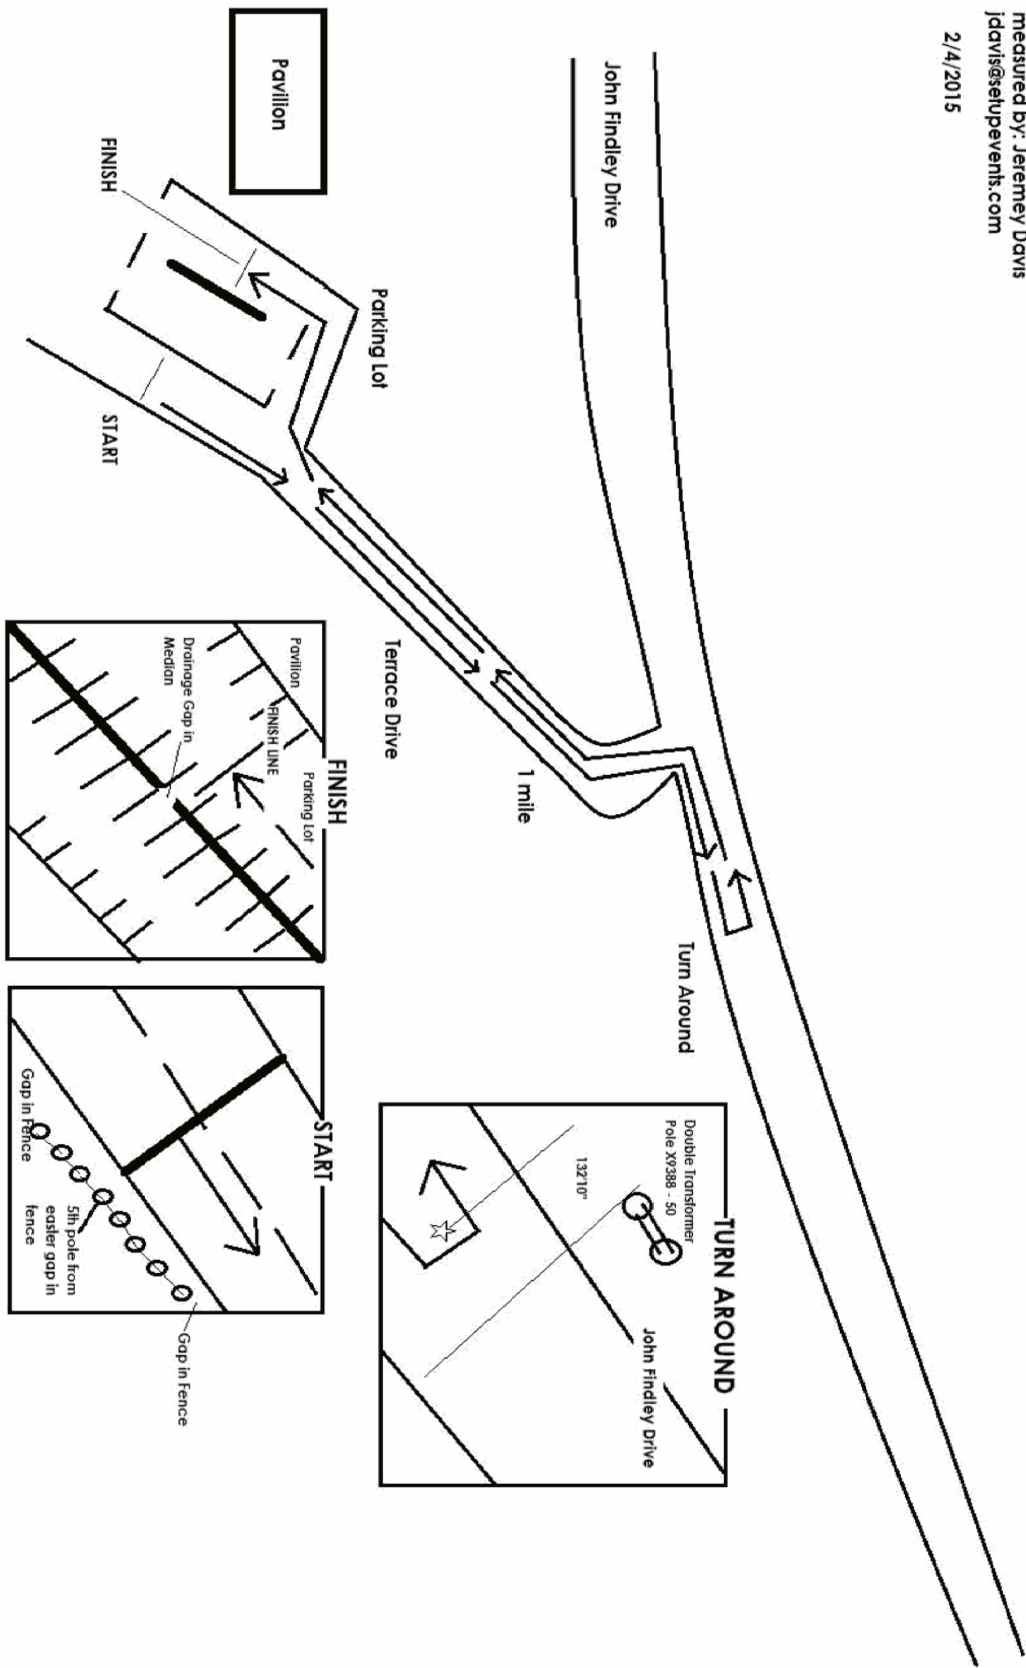 measured by: Jeremey Davis
jdavis@setupevents.com
2/4/2015
John Findley Drive
Pavilion
FINISH
Parking Lot
START
Terrace Drive
1 mile
Turn Around
TURN AROUND
Double Transformer
Pole X9388 - 50
132'10"
John Findley Drive
FINISH
Pavilion
FINISH LINE
Parking Lot
Drainage Gap in
Median
START
Gap in Fence
5th pole from
easter gap in
fence
Gap in Fence